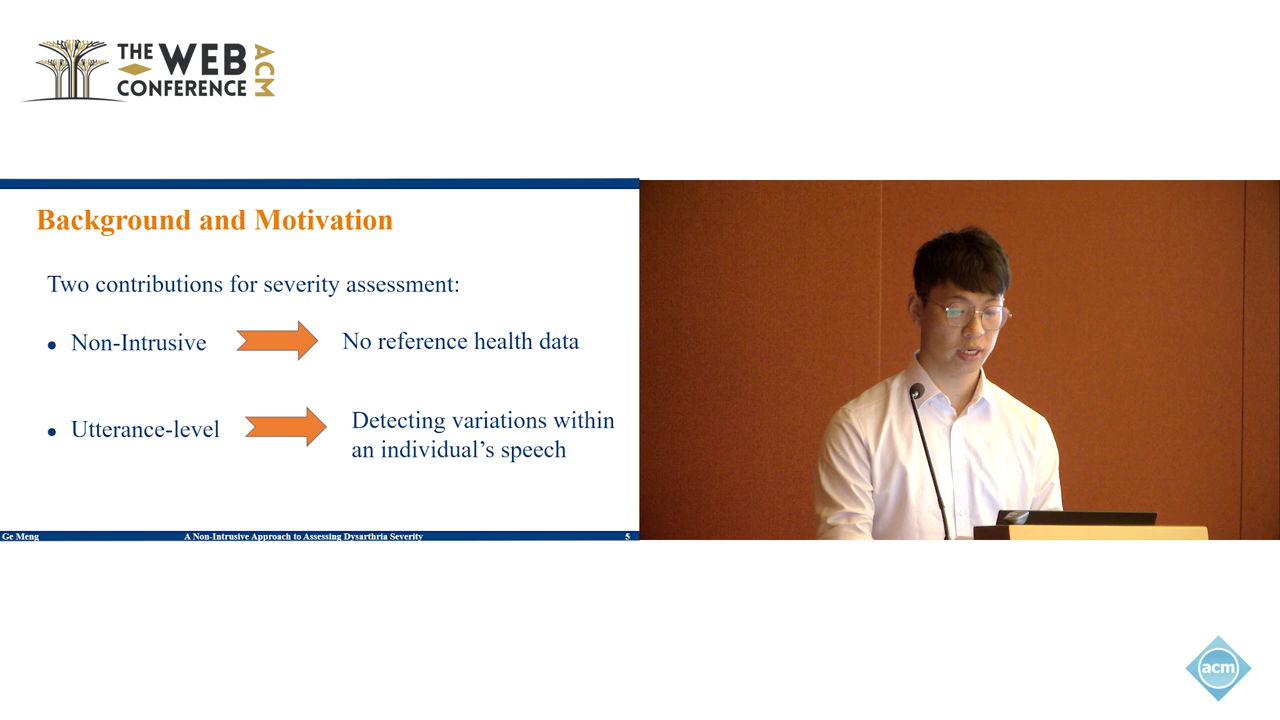 THE WEB
CONFERENCE
ACM
Background and Motivation
Two contributions for severity assessment:
• Non-Intrusive
No reference health data
• Utterance-level
Detecting variations within
an individual's speech
Ge Meng
A Non-Intrusive Approach to Assessing Dysarthria Severity
5
acm